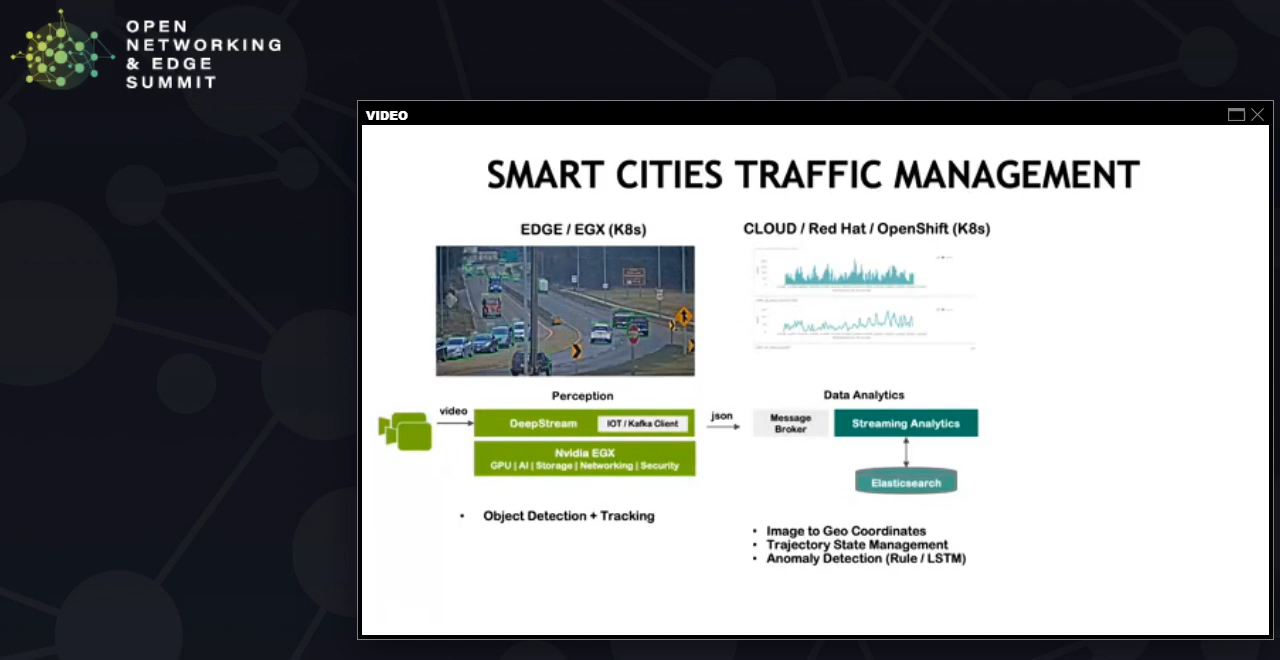 OPEN
NETWORKING
& EDGE
SUMMIT
VIDEO
SMART CITIES TRAFFIC MANAGEMENT
EDGE / EGX (K8s)
CLOUD / Red Hat / OpenShift (K8s)
Perception
Data Analytics
video
DeepStream
IOT / Kafka Client
json
Message
Broker
Streaming Analytics
Nvidia EGX
GPU | AI | Storage | Networking | Security
Elasticsearch
• Object Detection + Tracking
• Image to Geo Coordinates
• Trajectory State Management
• Anomaly Detection (Rule / LSTM)